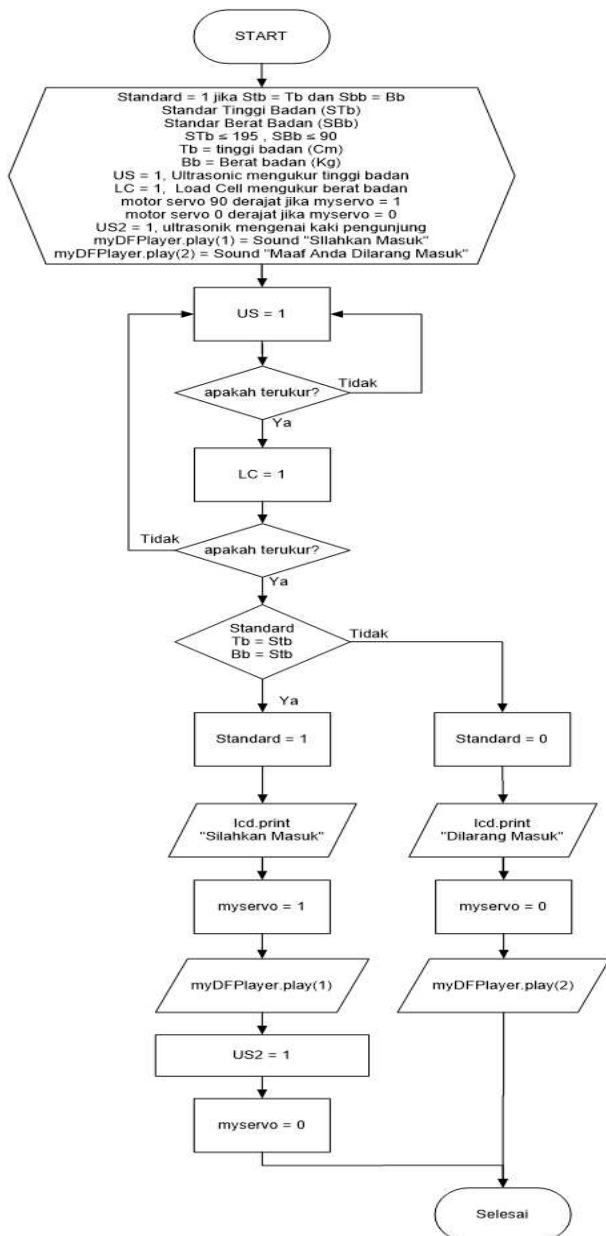 START
Standard = 1 jika Stb = Tb dan Sbb = Bb
Standar Tinggi Badan (STb)
Standar Berat Badan (SBb)
STb ≤ 195 , SBb ≤ 90
Tb = tinggi badan (Cm)
Bb = Berat badan (Kg)
US = 1, Ultrasonic mengukur tinggi badan
LC = 1, Load Cell mengukur berat badan
motor servo 90 derajat jika myservo = 1
motor servo 0 derajat jika myservo = 0
US2 = 1, ultrasonik mengenai kaki pengunjung
myDFPlayer.play(1) = Sound "SIlahkan Masuk"
myDFPlayer.play(2) = Sound "Maaf Anda Dilarang Masuk"
US = 1
apakah terukur?
Tidak
Ya
LC = 1
Tidak
apakah terukur?
Ya
Standard
Tb = Stb
Bb = Stb
Tidak
Ya
Standard = 1
Standard = 0
lcd.print
"Silahkan Masuk"
lcd.print
"Dilarang Masuk"
myservo = 1
myservo = 0
myDFPlayer.play(1)
myDFPlayer.play(2)
US2 = 1
myservo = 0
Selesai